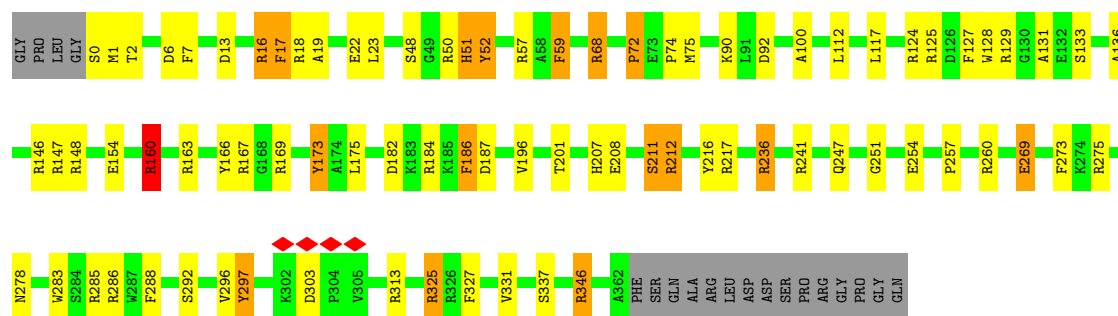 GLY PRO LEU GLY S0 M1 T2 D6 F7 D13 R16 F17 R18 A19 E22 L23 S48 G49 R50 H51 Y52 R57 A58 F59 R68 P72 E73 P74 M75 K90 L91 D92 A100 L112 L117 R124 R125 D126 F127 W128 R129 G130 A131 E132 S133 A136
R146 R147 R148 E154 R160 R163 Y166 R167 G168 R169 Y173 A174 L175 D182 K183 R184 K185 F186 D187 V196 T201 H207 E208 S211 R212 Y216 R217 R236 R241 Q247 G251 E254 P257 R260 E269 F273 K274 R275
N278 W283 S284 R285 R286 W287 F288 S292 V296 Y297 K302 D303 P304 V305 R313 R325 R326 F327 V331 S337 R346 A362 PHE SER GLN ALA ARG LEU ASP ASP SER PRO ARG GLY PRO GLY GLN